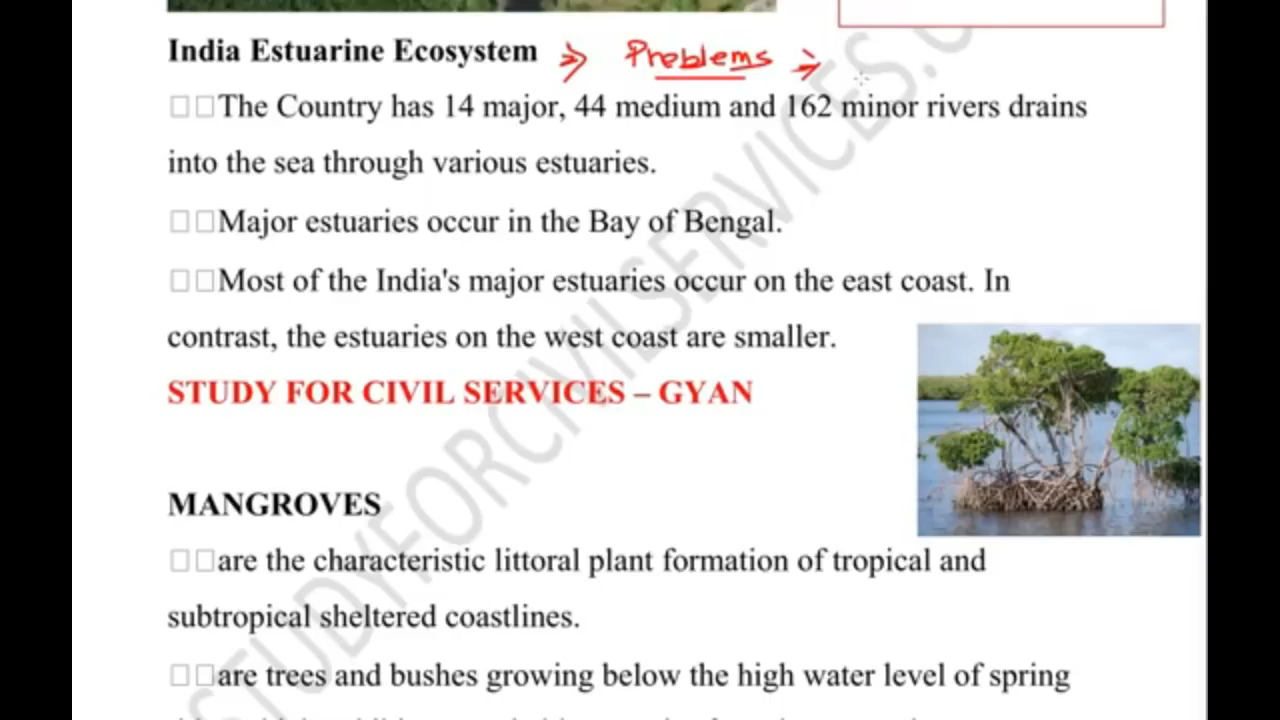 India Estuarine Ecosystem ⇒ Problems ⇒
□□The Country has 14 major, 44 medium and 162 minor rivers drains
into the sea through various estuaries.
□□Major estuaries occur in the Bay of Bengal.
□□Most of the India's major estuaries occur on the east coast. In
contrast, the estuaries on the west coast are smaller.
STUDY FOR CIVIL SERVICES – GYAN
MANGROVES
□□are the characteristic littoral plant formation of tropical and
subtropical sheltered coastlines.
□□are trees and bushes growing below the high water level of spring
STUDYFORCIVILSERVICES.